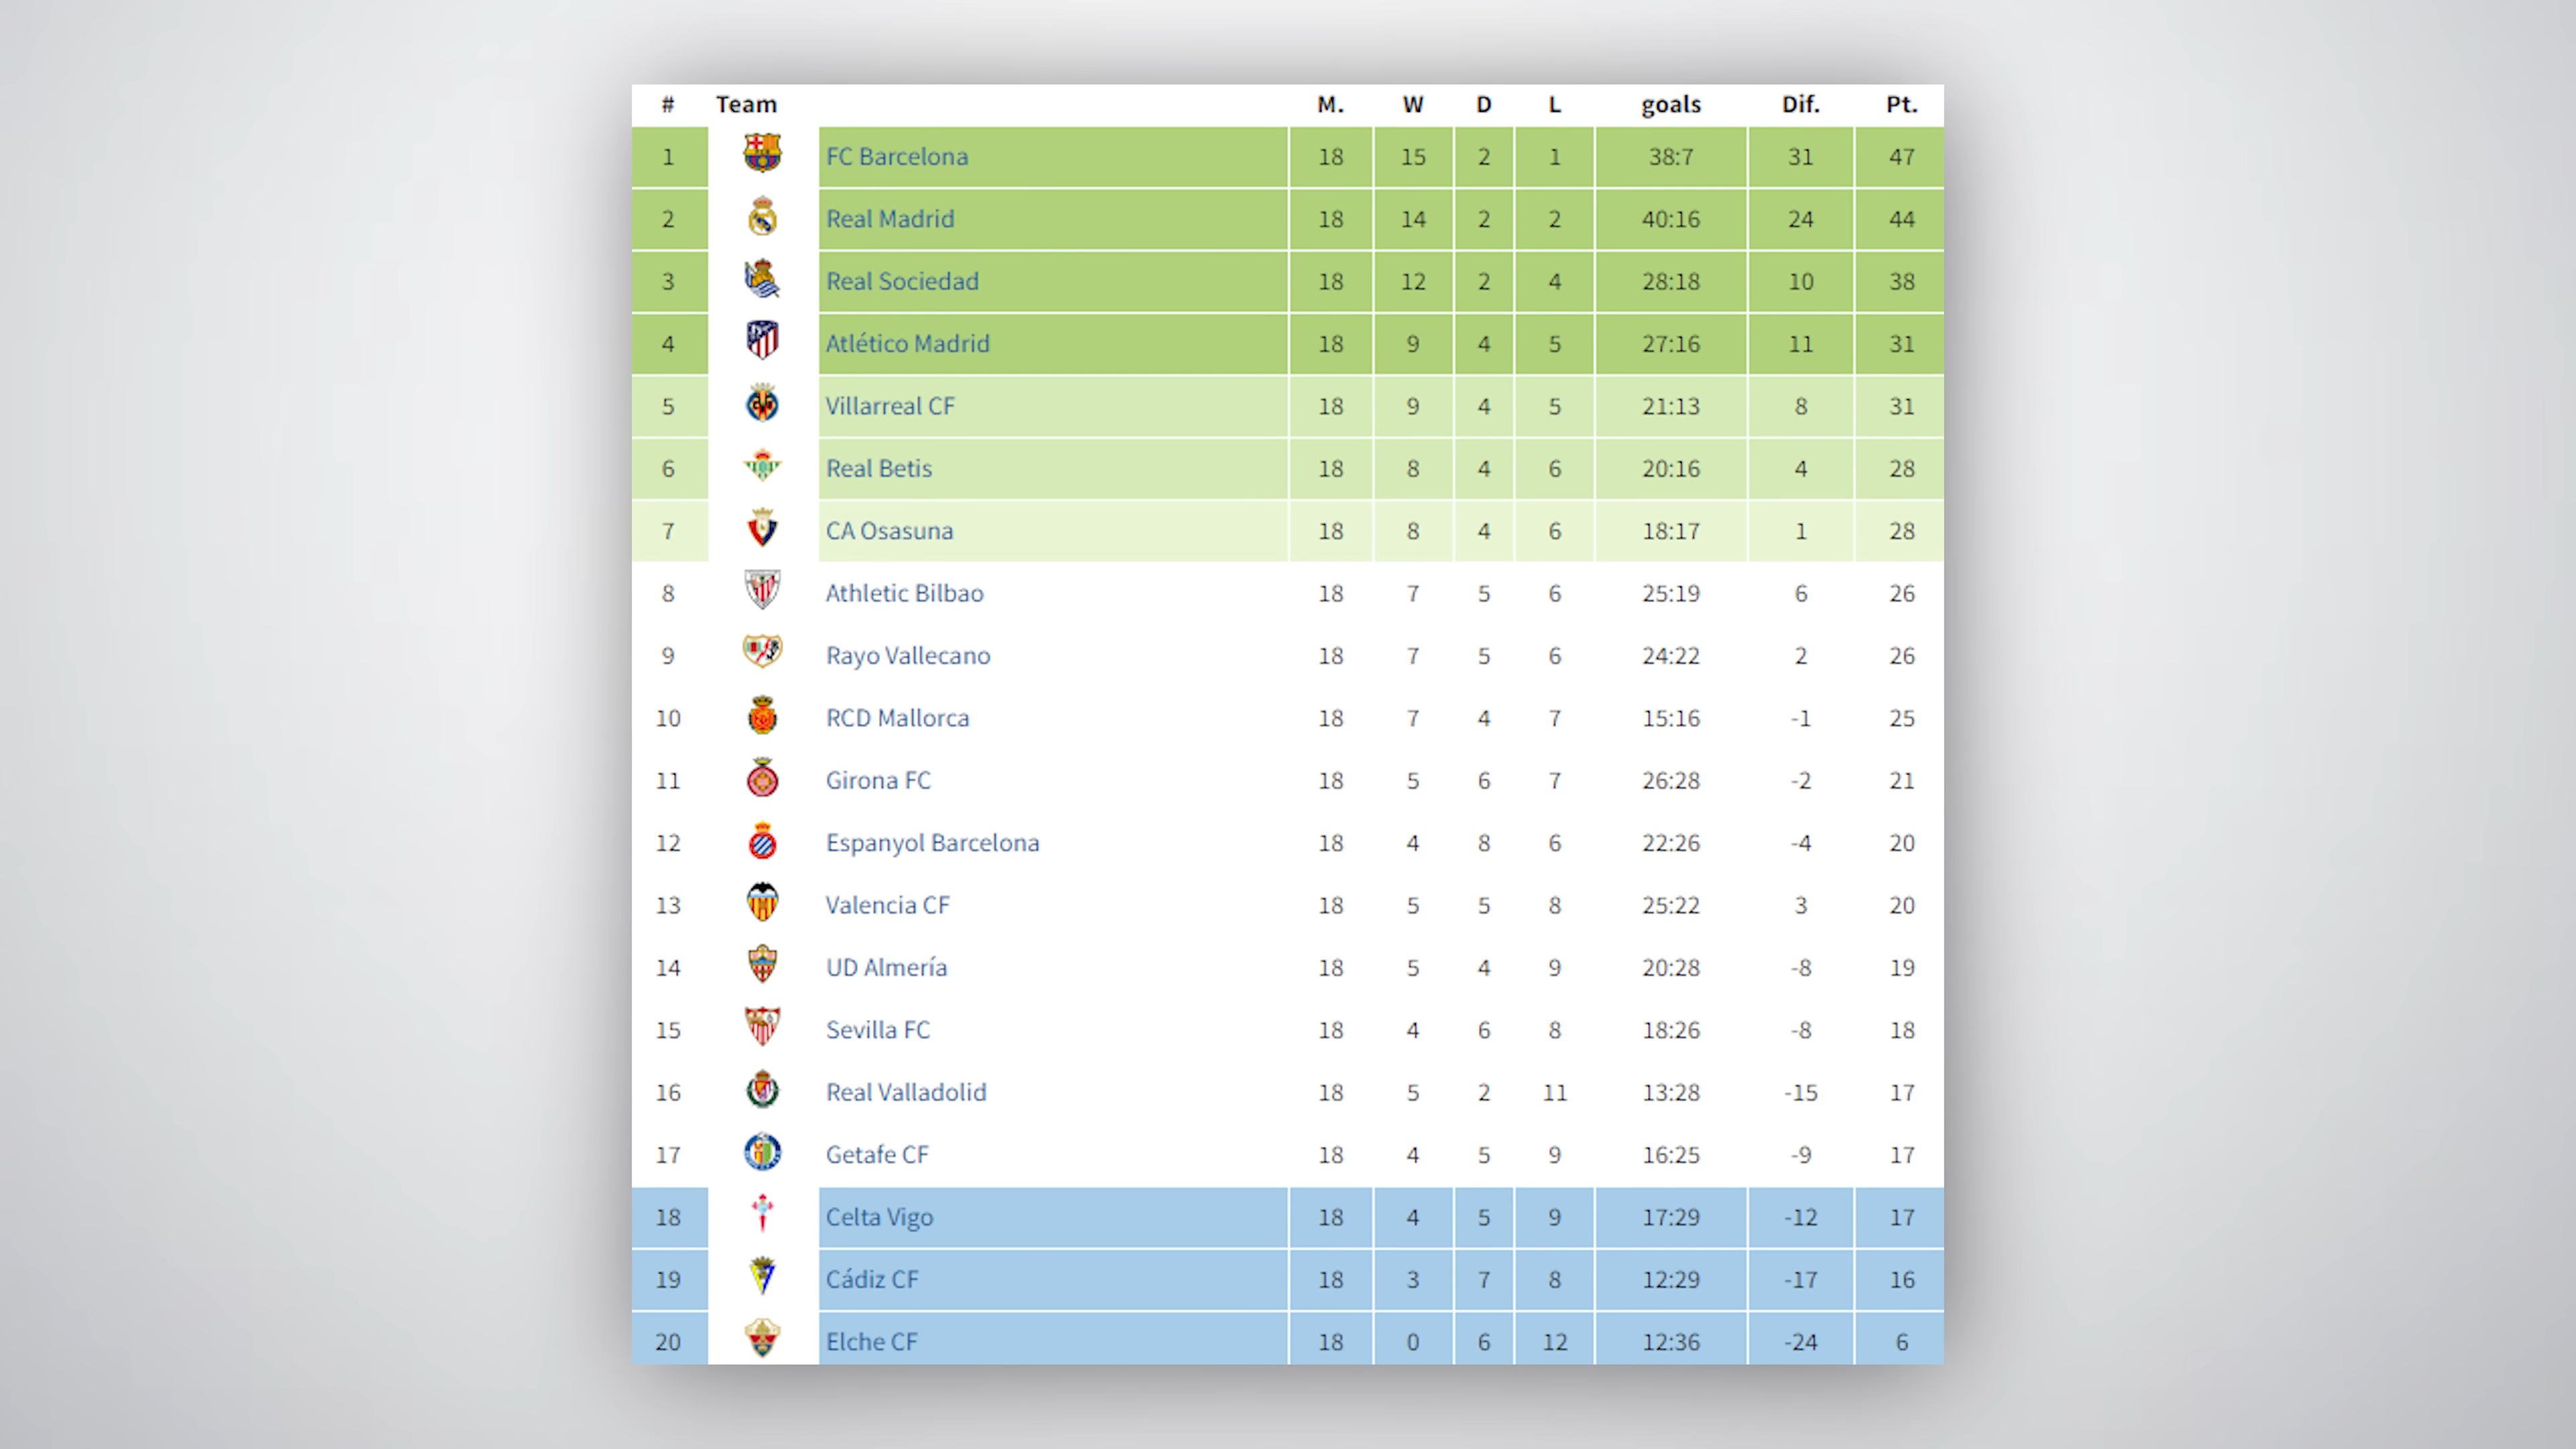 # Team M. W D L goals Dif. Pt.
1 FC Barcelona 18 15 2 1 38:7 31 47
2 Real Madrid 18 14 2 2 40:16 24 44
3 Real Sociedad 18 12 2 4 28:18 10 38
4 Atlético Madrid 18 9 4 5 27:16 11 31
5 Villarreal CF 18 9 4 5 21:13 8 31
6 Real Betis 18 8 4 6 20:16 4 28
7 CA Osasuna 18 8 4 6 18:17 1 28
8 Athletic Bilbao 18 7 5 6 25:19 6 26
9 Rayo Vallecano 18 7 5 6 24:22 2 26
10 RCD Mallorca 18 7 4 7 15:16 -1 25
11 Girona FC 18 5 6 7 26:28 -2 21
12 Espanyol Barcelona 18 4 8 6 22:26 -4 20
13 Valencia CF 18 5 5 8 25:22 3 20
14 UD Almería 18 5 4 9 20:28 -8 19
15 Sevilla FC 18 4 6 8 18:26 -8 18
16 Real Valladolid 18 5 2 11 13:28 -15 17
17 Getafe CF 18 4 5 9 16:25 -9 17
18 Celta Vigo 18 4 5 9 17:29 -12 17
19 Cádiz CF 18 3 7 8 12:29 -17 16
20 Elche CF 18 0 6 12 12:36 -24 6